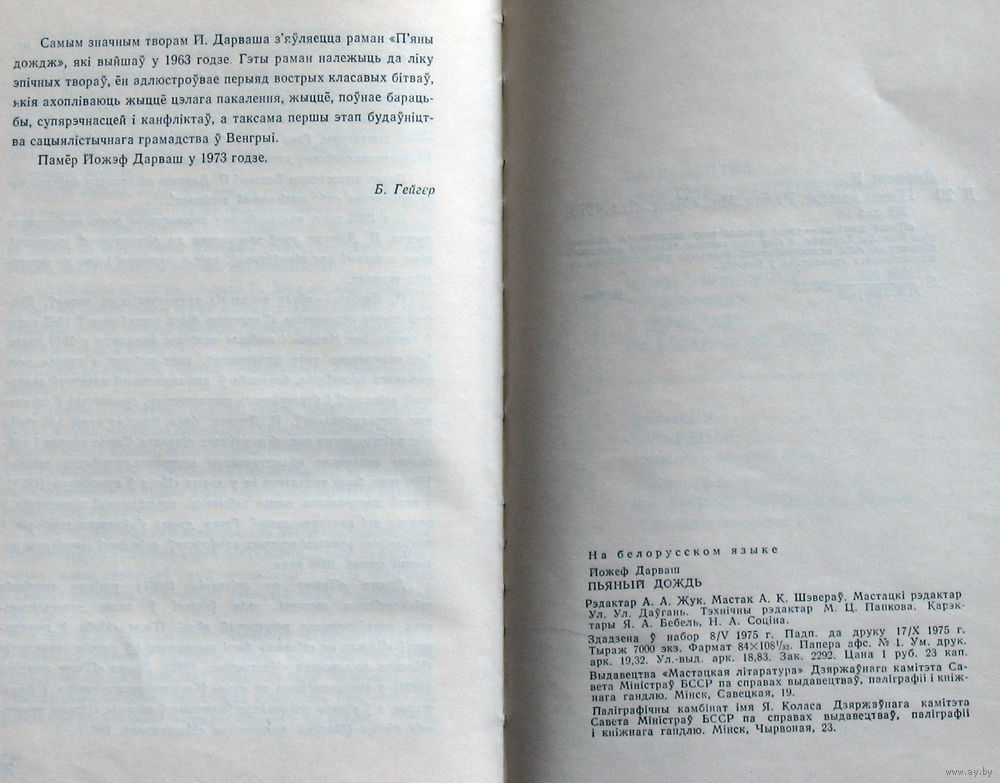 Самым значным творам Й. Дарваша з'яўляецца раман «П'яны
дождж», які выйшаў у 1963 годзе. Гэты раман належыць да ліку
эпічных твораў, ён адлюстроўвае перыяд вострых класавых бітваў,
якія ахопліваюць жыццё цэлага пакалення, жыццё, поўнае бараць-
бы, супярэчнасцей і канфліктаў, а таксама першы этап будаўніцт-
ва сацыялістычнага грамадства ў Венгрыі.
Памёр Йожэф Дарваш у 1973 годзе.
Б. Гейгер
На белорусском языке
Йожеф Дарваш
ПЬЯНЫЙ ДОЖДЬ
Рэдактар А. А. Жук. Мастак А. К. Шэвераў. Мастацкі рэдактар
Ул. Ул. Даўгань. Тэхнічны рэдактар М. Ц. Папкова. Карэк-
тары Я. А. Бебель, Н. А. Соціна.
Здадзена ў набор 8/V 1975 г. Падп. да друку 17/X 1975 г.
Тыраж 7000 экз. Фармат 84×108¹/₃₂. Папера афс. № 1. Ум. друк.
арк. 19,32. Ул.-выд. арк. 18,83. Зак. 2292. Цана 1 руб. 23 кап.
Выдавецтва «Мастацкая літаратура» Дзяржаўнага камітэта Са-
вета Міністраў БССР па справах выдавецтваў, паліграфіі і кніж-
нага гандлю. Мінск, Савецкая, 19.
Паліграфічны камбінат імя Я. Коласа Дзяржаўнага камітэта
Савета Міністраў БССР па справах выдавецтваў, паліграфіі
і кніжнага гандлю. Мінск, Чырвоная, 23.
www.ay.by